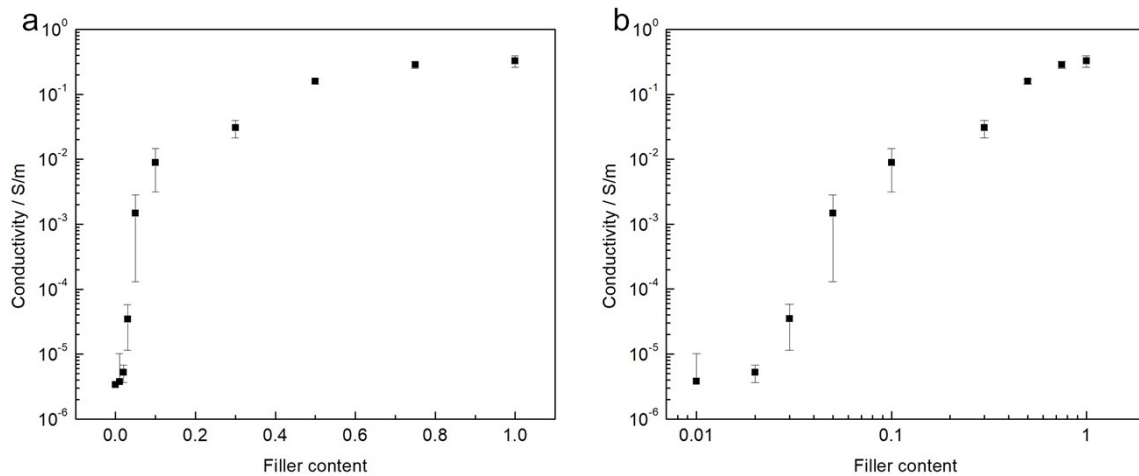 a
10^0
10^-1
10^-2
10^-3
10^-4
10^-5
10^-6
Conductivity / S/m
0.0 0.2 0.4 0.6 0.8 1.0
Filler content
b
10^0
10^-1
10^-2
10^-3
10^-4
10^-5
10^-6
Conductivity / S/m
0.01 0.1 1
Filler content